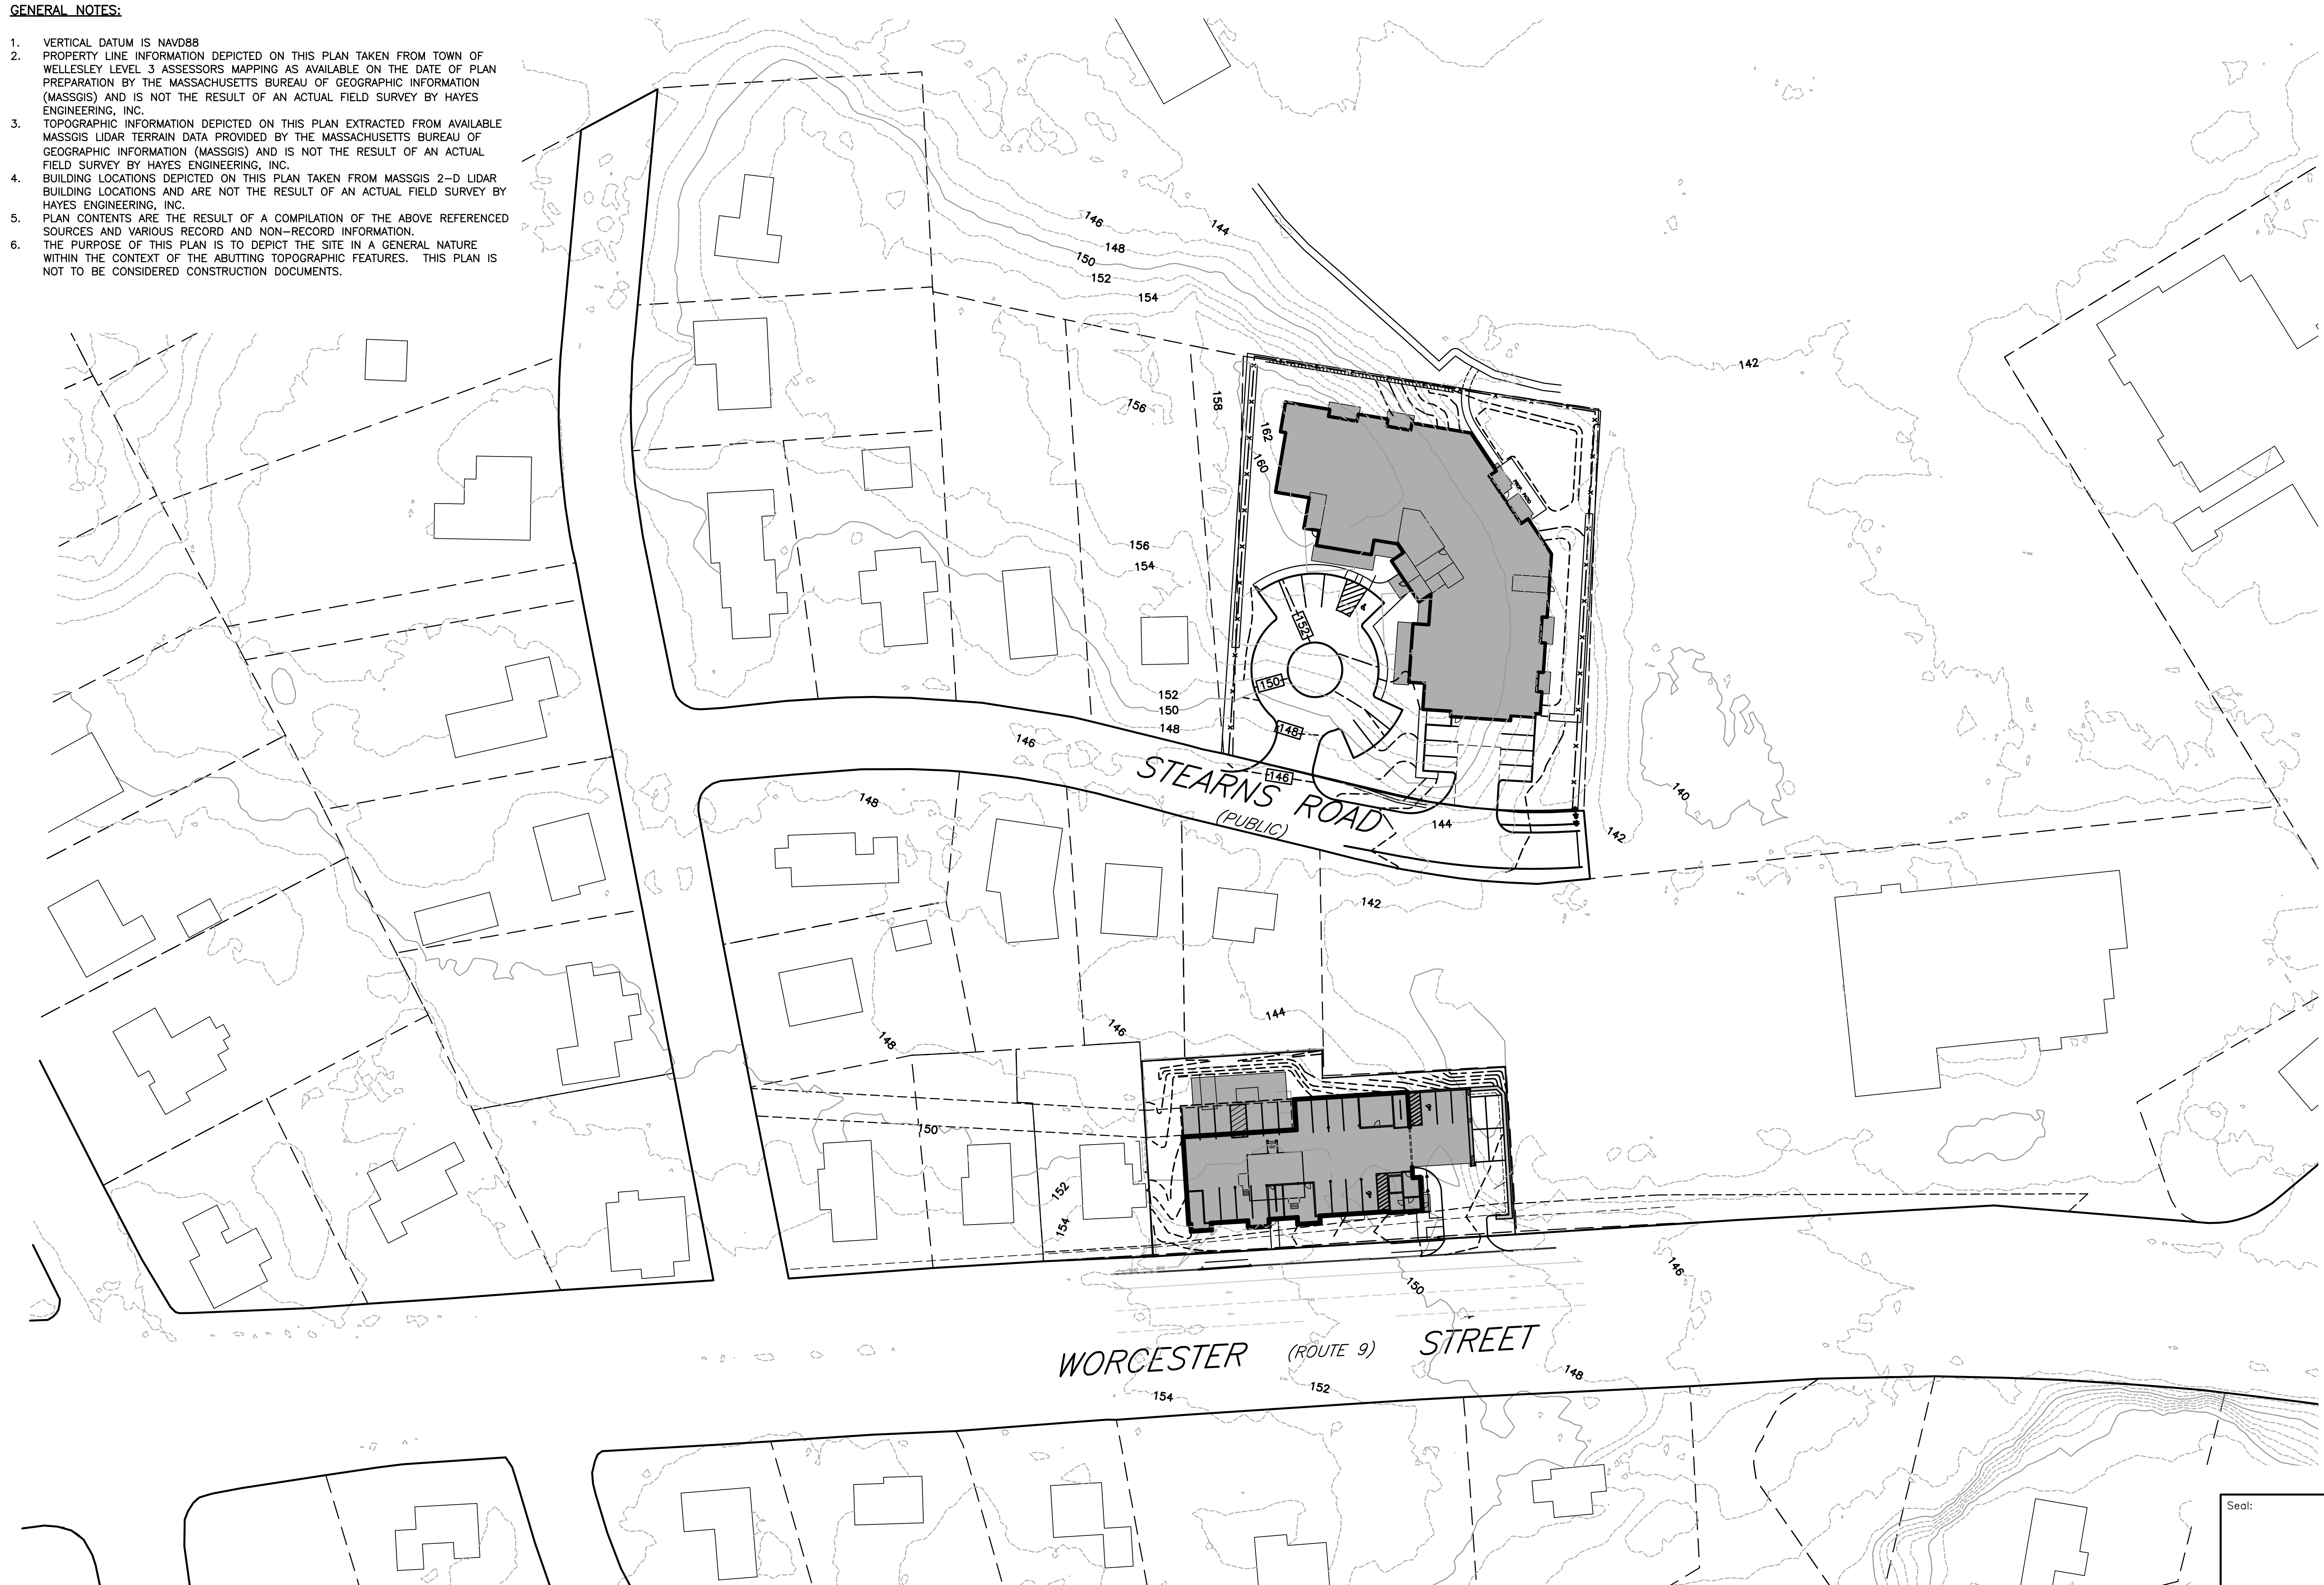 GENERAL NOTES:
1. VERTICAL DATUM IS NAVD88
2. PROPERTY LINE INFORMATION DEPICTED ON THIS PLAN TAKEN FROM TOWN OF
WELLESLEY LEVEL 3 ASSESSORS MAPPING AS AVAILABLE ON THE DATE OF PLAN
PREPARATION BY THE MASSACHUSETTS BUREAU OF GEOGRAPHIC INFORMATION
(MASSGIS) AND IS NOT THE RESULT OF AN ACTUAL FIELD SURVEY BY HAYES
ENGINEERING, INC.
3. TOPOGRAPHIC INFORMATION DEPICTED ON THIS PLAN EXTRACTED FROM AVAILABLE
MASSGIS LIDAR TERRAIN DATA PROVIDED BY THE MASSACHUSETTS BUREAU OF
GEOGRAPHIC INFORMATION (MASSGIS) AND IS NOT THE RESULT OF AN ACTUAL
FIELD SURVEY BY HAYES ENGINEERING, INC.
4. BUILDING LOCATIONS DEPICTED ON THIS PLAN TAKEN FROM MASSGIS 2-D LIDAR
BUILDING LOCATIONS AND ARE NOT THE RESULT OF AN ACTUAL FIELD SURVEY BY
HAYES ENGINEERING, INC.
5. PLAN CONTENTS ARE THE RESULT OF A COMPILATION OF THE ABOVE REFERENCED
SOURCES AND VARIOUS RECORD AND NON-RECORD INFORMATION.
6. THE PURPOSE OF THIS PLAN IS TO DEPICT THE SITE IN A GENERAL NATURE
WITHIN THE CONTEXT OF THE ABUTTING TOPOGRAPHIC FEATURES. THIS PLAN IS
NOT TO BE CONSIDERED CONSTRUCTION DOCUMENTS.
146
144
148
150
152
154
142
156
158
162
160
156
154
152
150
152
150
148
148
146
146
STEARNS ROAD
(PUBLIC)
144
142
140
148
142
146
144
148
150
152
154
150
146
WORCESTER (ROUTE 9) STREET
154
152
148
Seal: